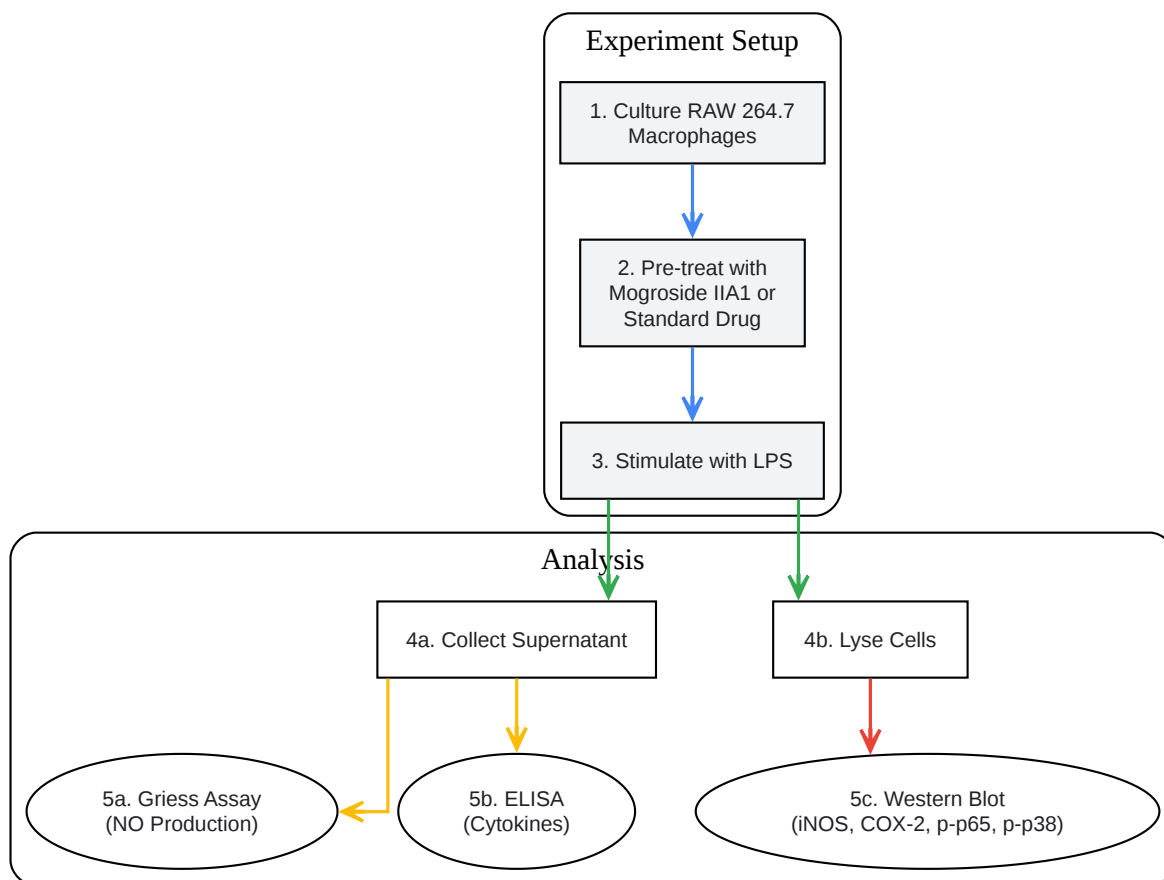 Experiment Setup
1. Culture RAW 264.7
Macrophages
2. Pre-treat with
Mogroside IIA1 or
Standard Drug
3. Stimulate with LPS
Analysis
4a. Collect Supernatant
4b. Lyse Cells
5a. Griess Assay
(NO Production)
5b. ELISA
(Cytokines)
5c. Western Blot
(iNOS, COX-2, p-p65, p-p38)